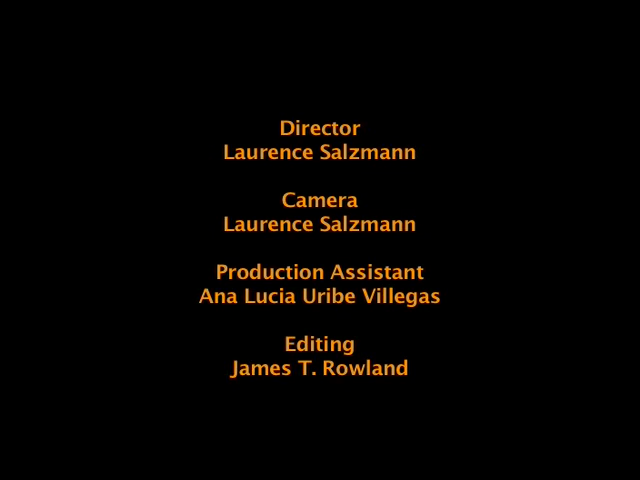 Director
Laurence Salzmann
Camera
Laurence Salzmann
Production Assistant
Ana Lucia Uribe Villegas
Editing
James T. Rowland